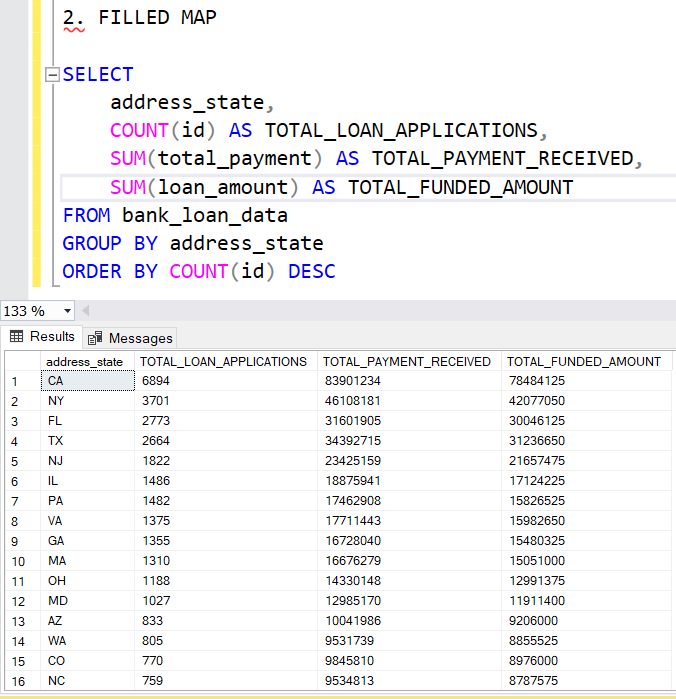 2. FILLED MAP
SELECT
address_state,
COUNT(id) AS TOTAL_LOAN_APPLICATIONS,
SUM(total_payment) AS TOTAL_PAYMENT_RECEIVED,
SUM(loan_amount) AS TOTAL_FUNDED_AMOUNT
FROM bank_loan_data
GROUP BY address_state
ORDER BY COUNT(id) DESC
133 %
Results Messages
address_state TOTAL_LOAN_APPLICATIONS TOTAL_PAYMENT_RECEIVED TOTAL_FUNDED_AMOUNT
1 CA 6894 83901234 78484125
2 NY 3701 46108181 42077050
3 FL 2773 31601905 30046125
4 TX 2664 34392715 31236650
5 NJ 1822 23425159 21657475
6 IL 1486 18875941 17124225
7 PA 1482 17462908 15826525
8 VA 1375 17711443 15982650
9 GA 1355 16728040 15480325
10 MA 1310 16676279 15051000
11 OH 1188 14330148 12991375
12 MD 1027 12985170 11911400
13 AZ 833 10041986 9206000
14 WA 805 9531739 8855525
15 CO 770 9845810 8976000
16 NC 759 9534813 8787575